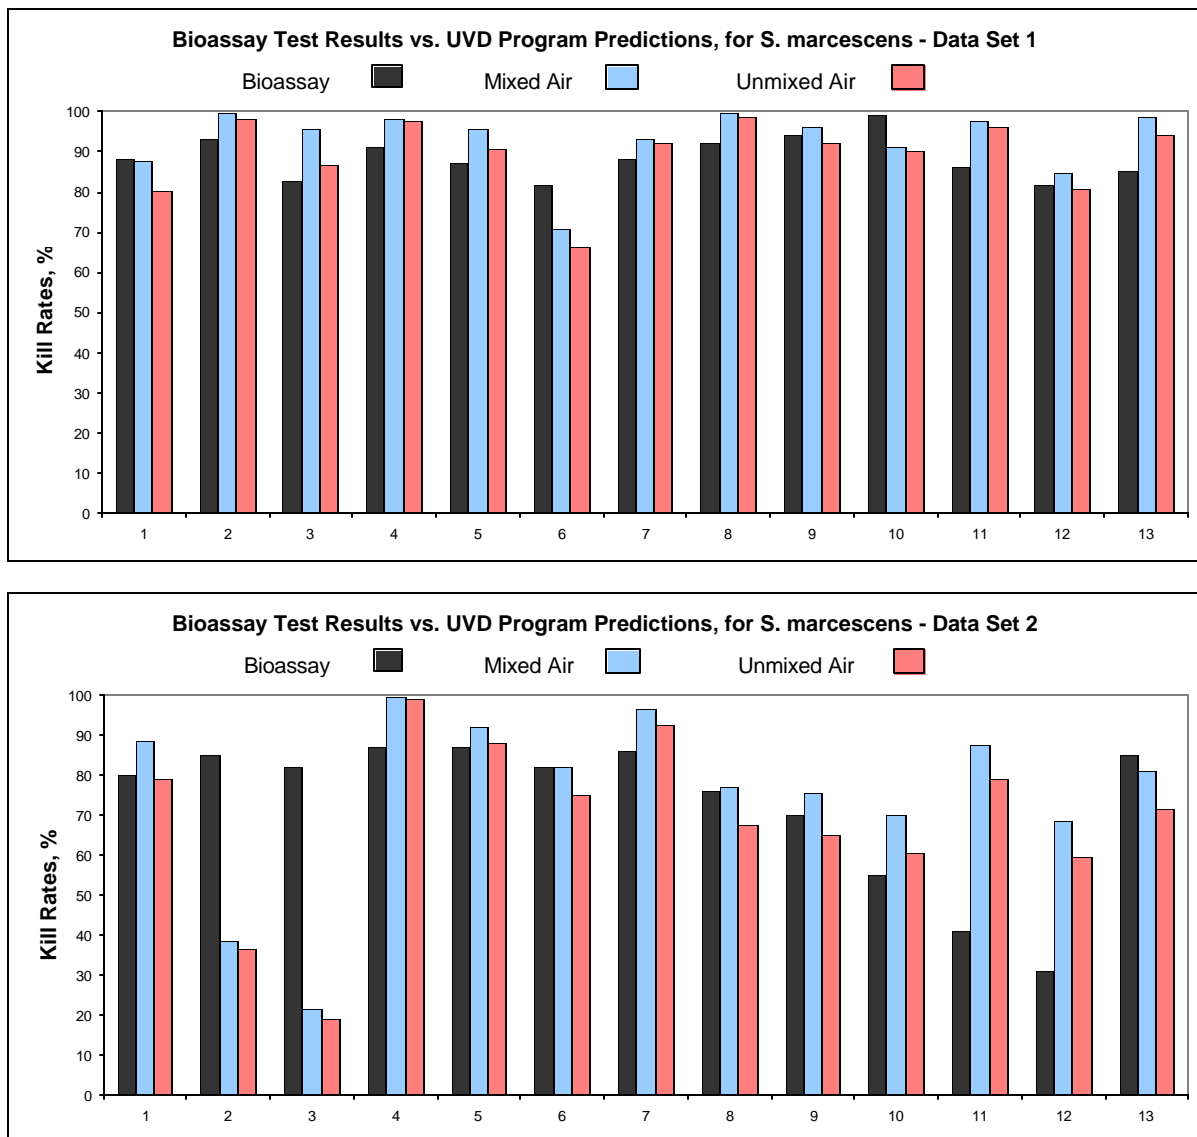 Bioassay Test Results vs. UVD Program Predictions, for S. marcescens - Data Set 1
Bioassay Mixed Air Unmixed Air
Kill Rates, %
100
90
80
70
60
50
40
30
20
10
0
1 2 3 4 5 6 7 8 9 10 11 12 13
Bioassay Test Results vs. UVD Program Predictions, for S. marcescens - Data Set 2
Bioassay Mixed Air Unmixed Air
Kill Rates, %
100
90
80
70
60
50
40
30
20
10
0
1 2 3 4 5 6 7 8 9 10 11 12 13